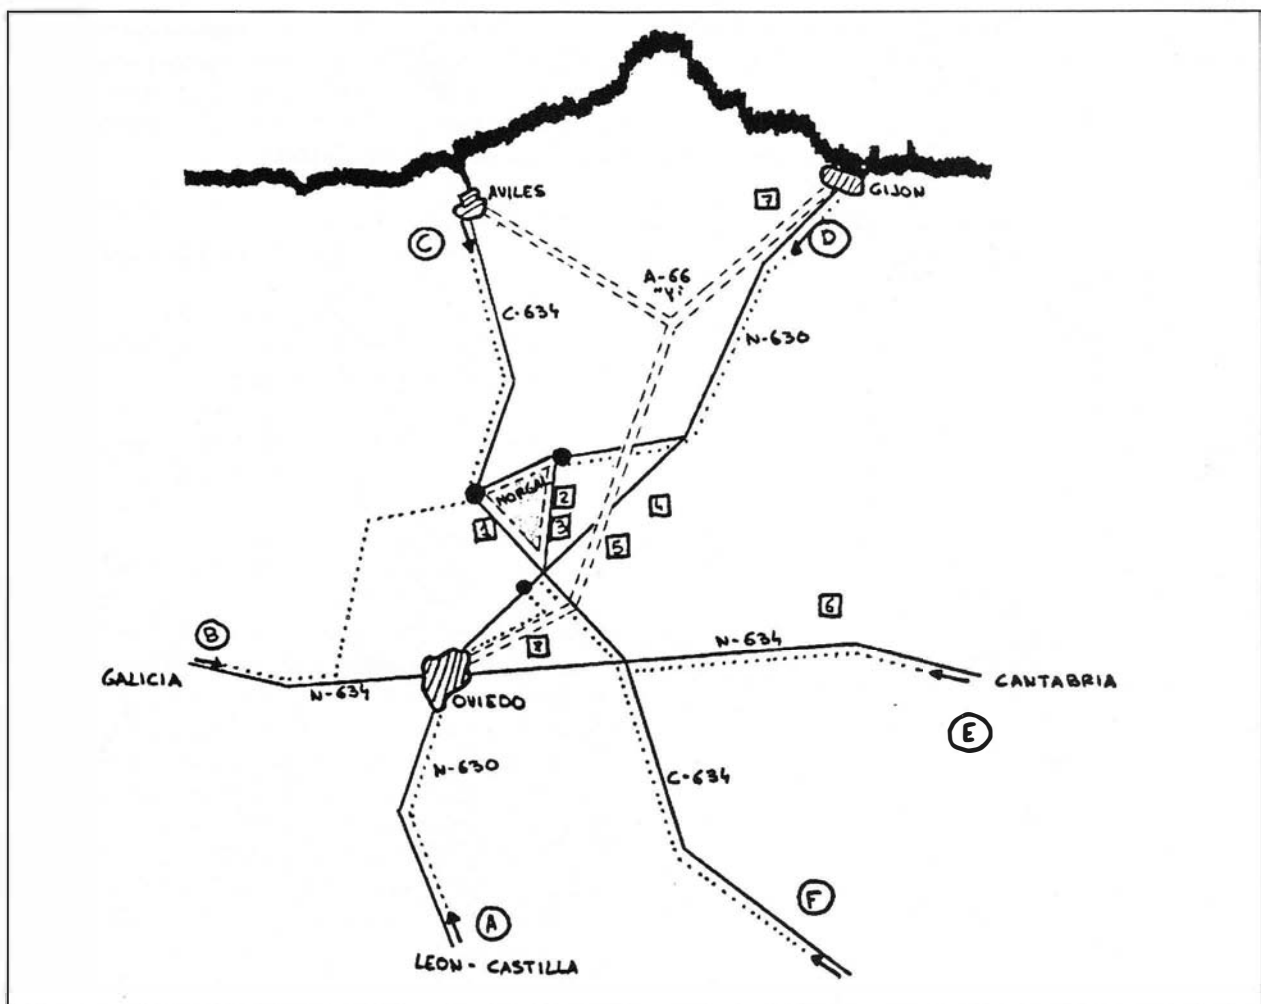 AVILES
GIJON
7
C
D
A-66
"Y"
C-634
N-630
MORGAL
1
2
3
4
5
6
B
8
N-634
GALICIA
N-634
CANTABRIA
OVIEDO
E
N-630
C-634
F
A
LEON - CASTILLA